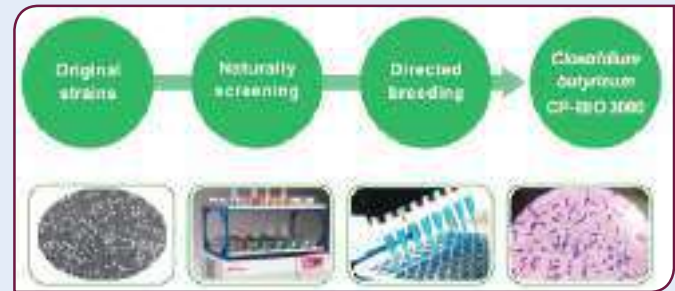 Original
strains
Naturally
screening
Directed
Breeding
Clostridium
butyricum